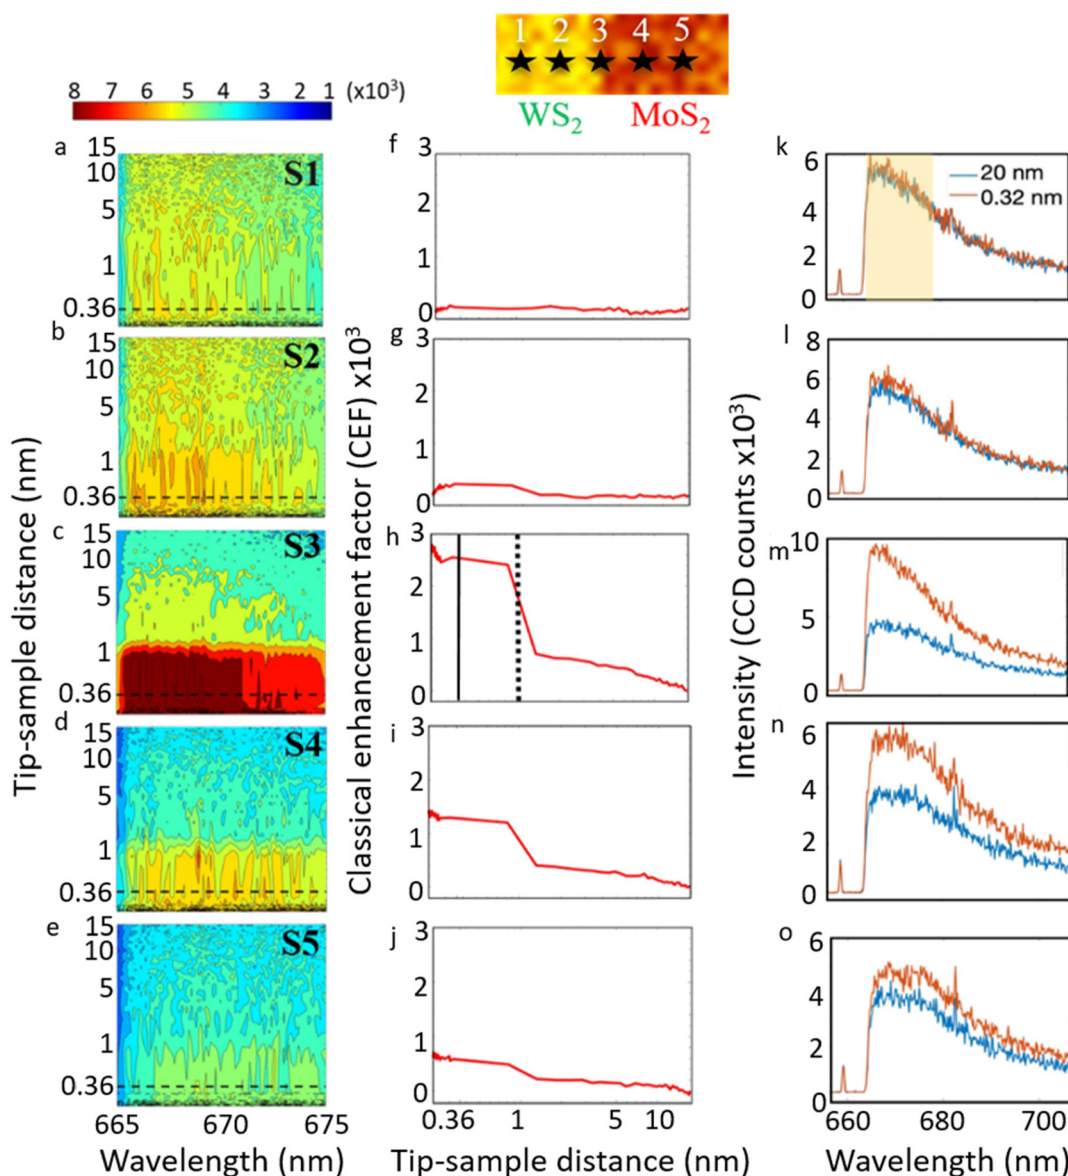 1 2 3 4 5
WS₂ MoS₂
8 7 6 5 4 3 2 1 (x10³)
a
15
10
5
1
0.36
S1
b
15
10
5
1
0.36
S2
c
15
10
5
1
0.36
S3
d
15
10
5
1
0.36
S4
e
15
10
5
1
0.36
S5
665 670 675
Wavelength (nm)
Tip-sample distance (nm)
f
3
2
1
0
g
3
2
1
0
h
3
2
1
0
i
3
2
1
0
j
3
2
1
0
0.36 1 5 10
Tip-sample distance (nm)
Classical enhancement factor (CEF) x10³
k
6
4
2
0
20 nm
0.32 nm
l
8
6
4
2
0
m
10
5
0
n
6
4
2
0
o
6
4
2
0
660 680 700
Wavelength (nm)
Intensity (CCD counts x10³)